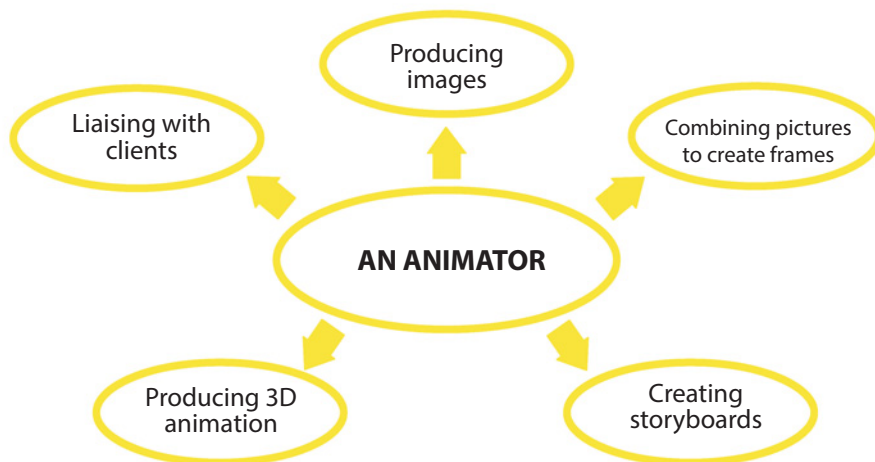 Producing
images
Liaising with
clients
Combining pictures
to create frames
AN ANIMATOR
Producing 3D
animation
Creating
storyboards